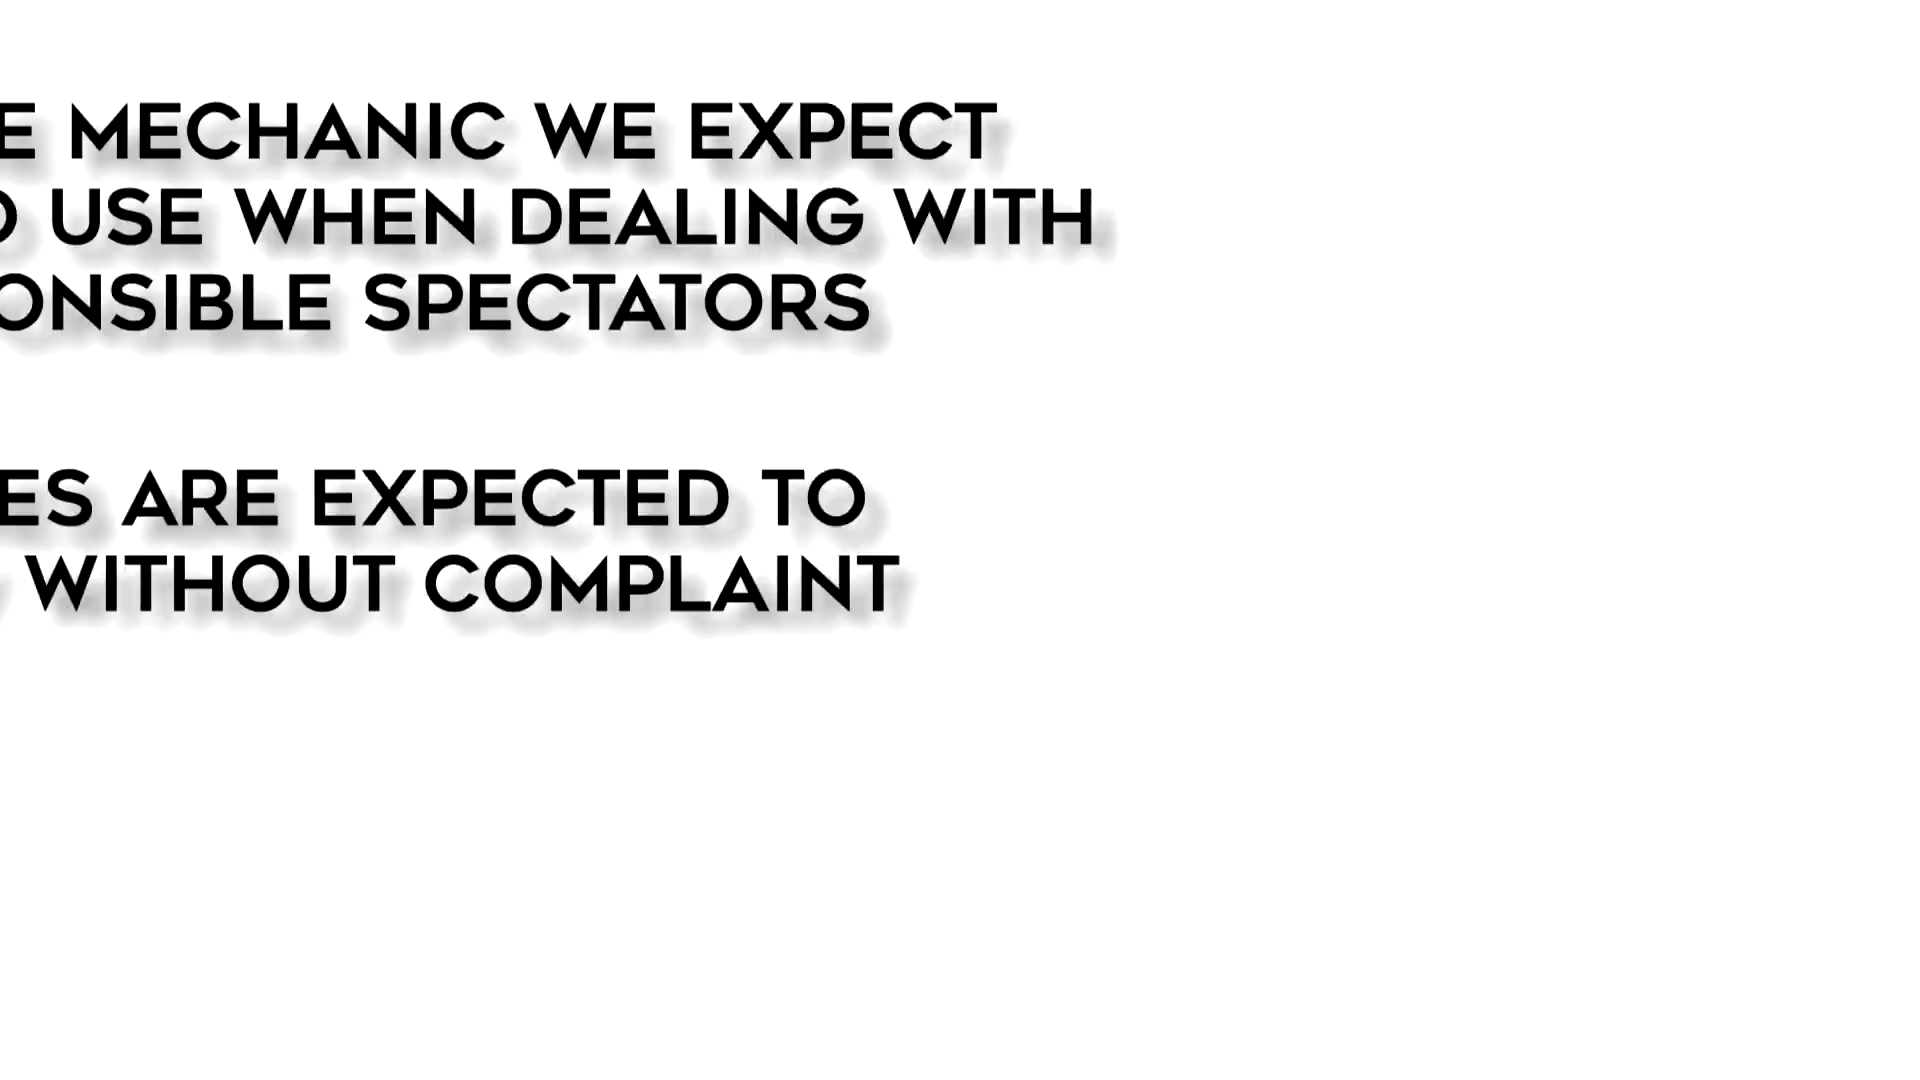 E MECHANIC WE EXPECT
O USE WHEN DEALING WITH
ONSIBLE SPECTATORS
ES ARE EXPECTED TO
WITHOUT COMPLAINT